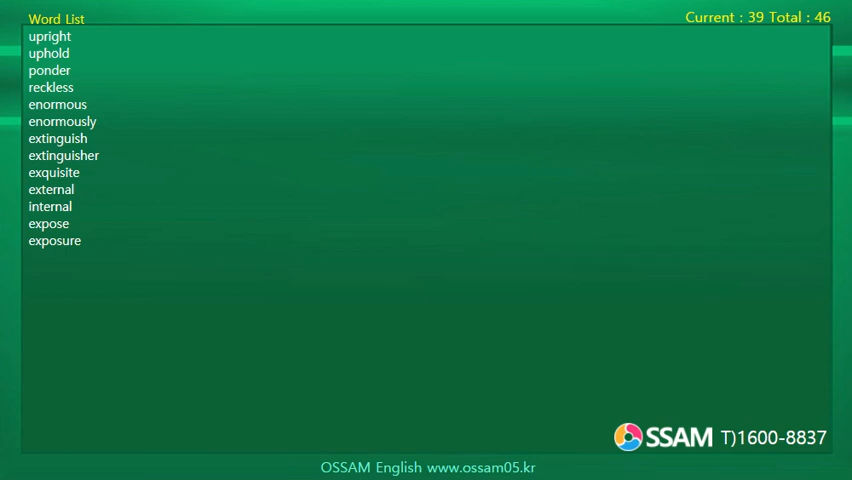 Word List
Current : 39 Total : 46
upright
uphold
ponder
reckless
enormous
enormously
extinguish
extinguisher
exquisite
external
internal
expose
exposure
OSSAM T)1600-8837
OSSAM English www.ossam05.kr